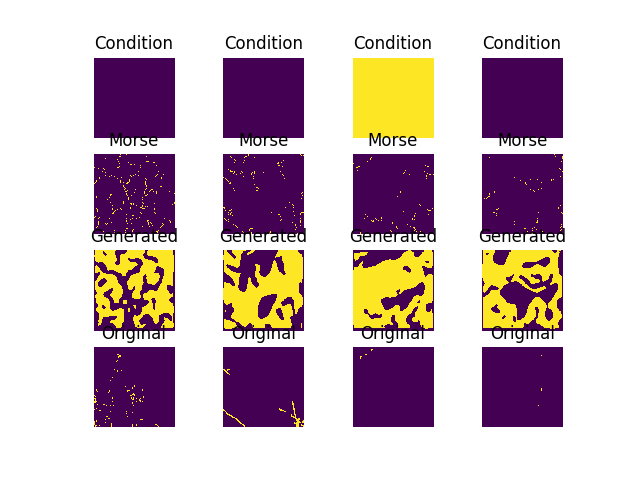 Condition Condition Condition Condition
Morse Morse Morse Morse
Generated Generated Generated Generated
Original Original Original Original